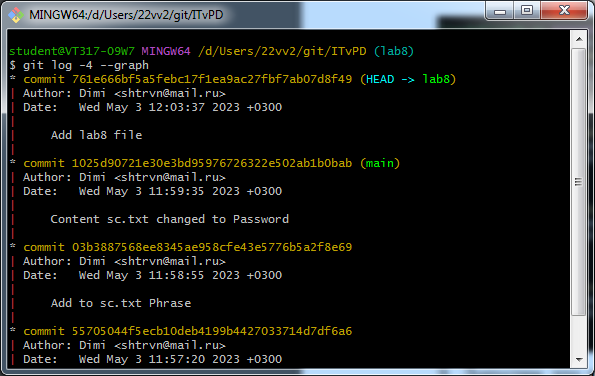 MINGW64:/d/Users/22vv2/git/ITvPD
student@VT317-09W7 MINGW64 /d/Users/22vv2/git/ITvPD (lab8)
$ git log -4 --graph
* commit 761e666bf5a5febc17f1ea9ac27fbf7ab07d8f49 (HEAD -> lab8)
| Author: Dimi <shtrvn@mail.ru>
| Date:   Wed May 3 12:03:37 2023 +0300
|
|     Add lab8 file
|
* commit 1025d90721e30e3bd95976726322e502ab1b0bab (main)
| Author: Dimi <shtrvn@mail.ru>
| Date:   Wed May 3 11:59:35 2023 +0300
|
|     Content sc.txt changed to Password
|
* commit 03b3887568ee8345ae958cfe43e5776b5a2f8e69
| Author: Dimi <shtrvn@mail.ru>
| Date:   Wed May 3 11:58:55 2023 +0300
|
|     Add to sc.txt Phrase
|
* commit 55705044f5ecb10deb4199b4427033714d7df6a6
| Author: Dimi <shtrvn@mail.ru>
| Date:   Wed May 3 11:57:20 2023 +0300